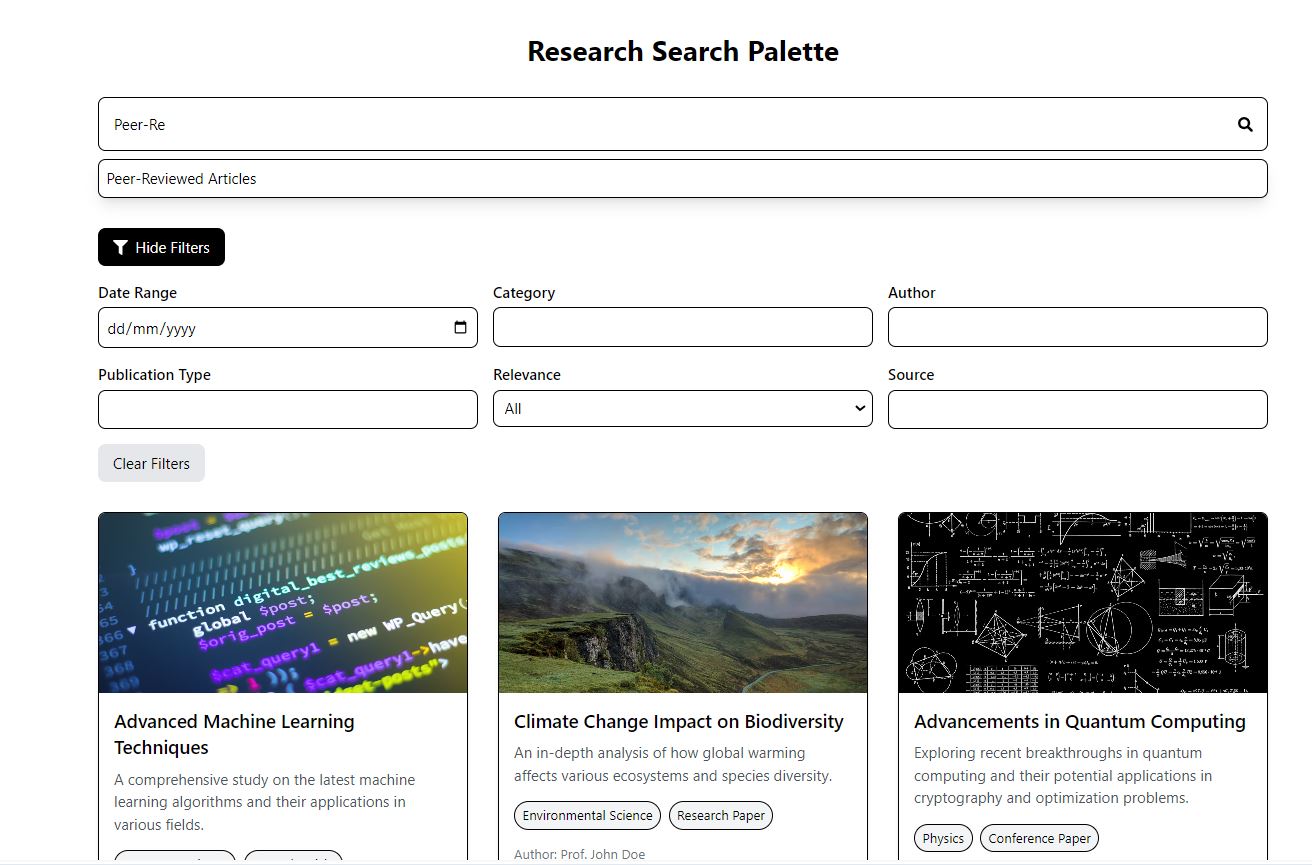 Research Search Palette
Peer-Re
Peer-Reviewed Articles
Hide Filters
Date Range
Category
Author
dd/mm/yyyy
Publication Type
Relevance
Source
All
Clear Filters
wp_reset_query(
function digital_best_reviews_posts
global $post;
$orig_post = $post;
$cat_query1 = new WP_Query(
$cat_query1->have
366
367
368
369
Advanced Machine Learning
Techniques
A comprehensive study on the latest machine
learning algorithms and their applications in
various fields.
Climate Change Impact on Biodiversity
An in-depth analysis of how global warming
affects various ecosystems and species diversity.
Environmental Science
Research Paper
Author: Prof. John Doe
Advancements in Quantum Computing
Exploring recent breakthroughs in quantum
computing and their potential applications in
cryptography and optimization problems.
Physics
Conference Paper